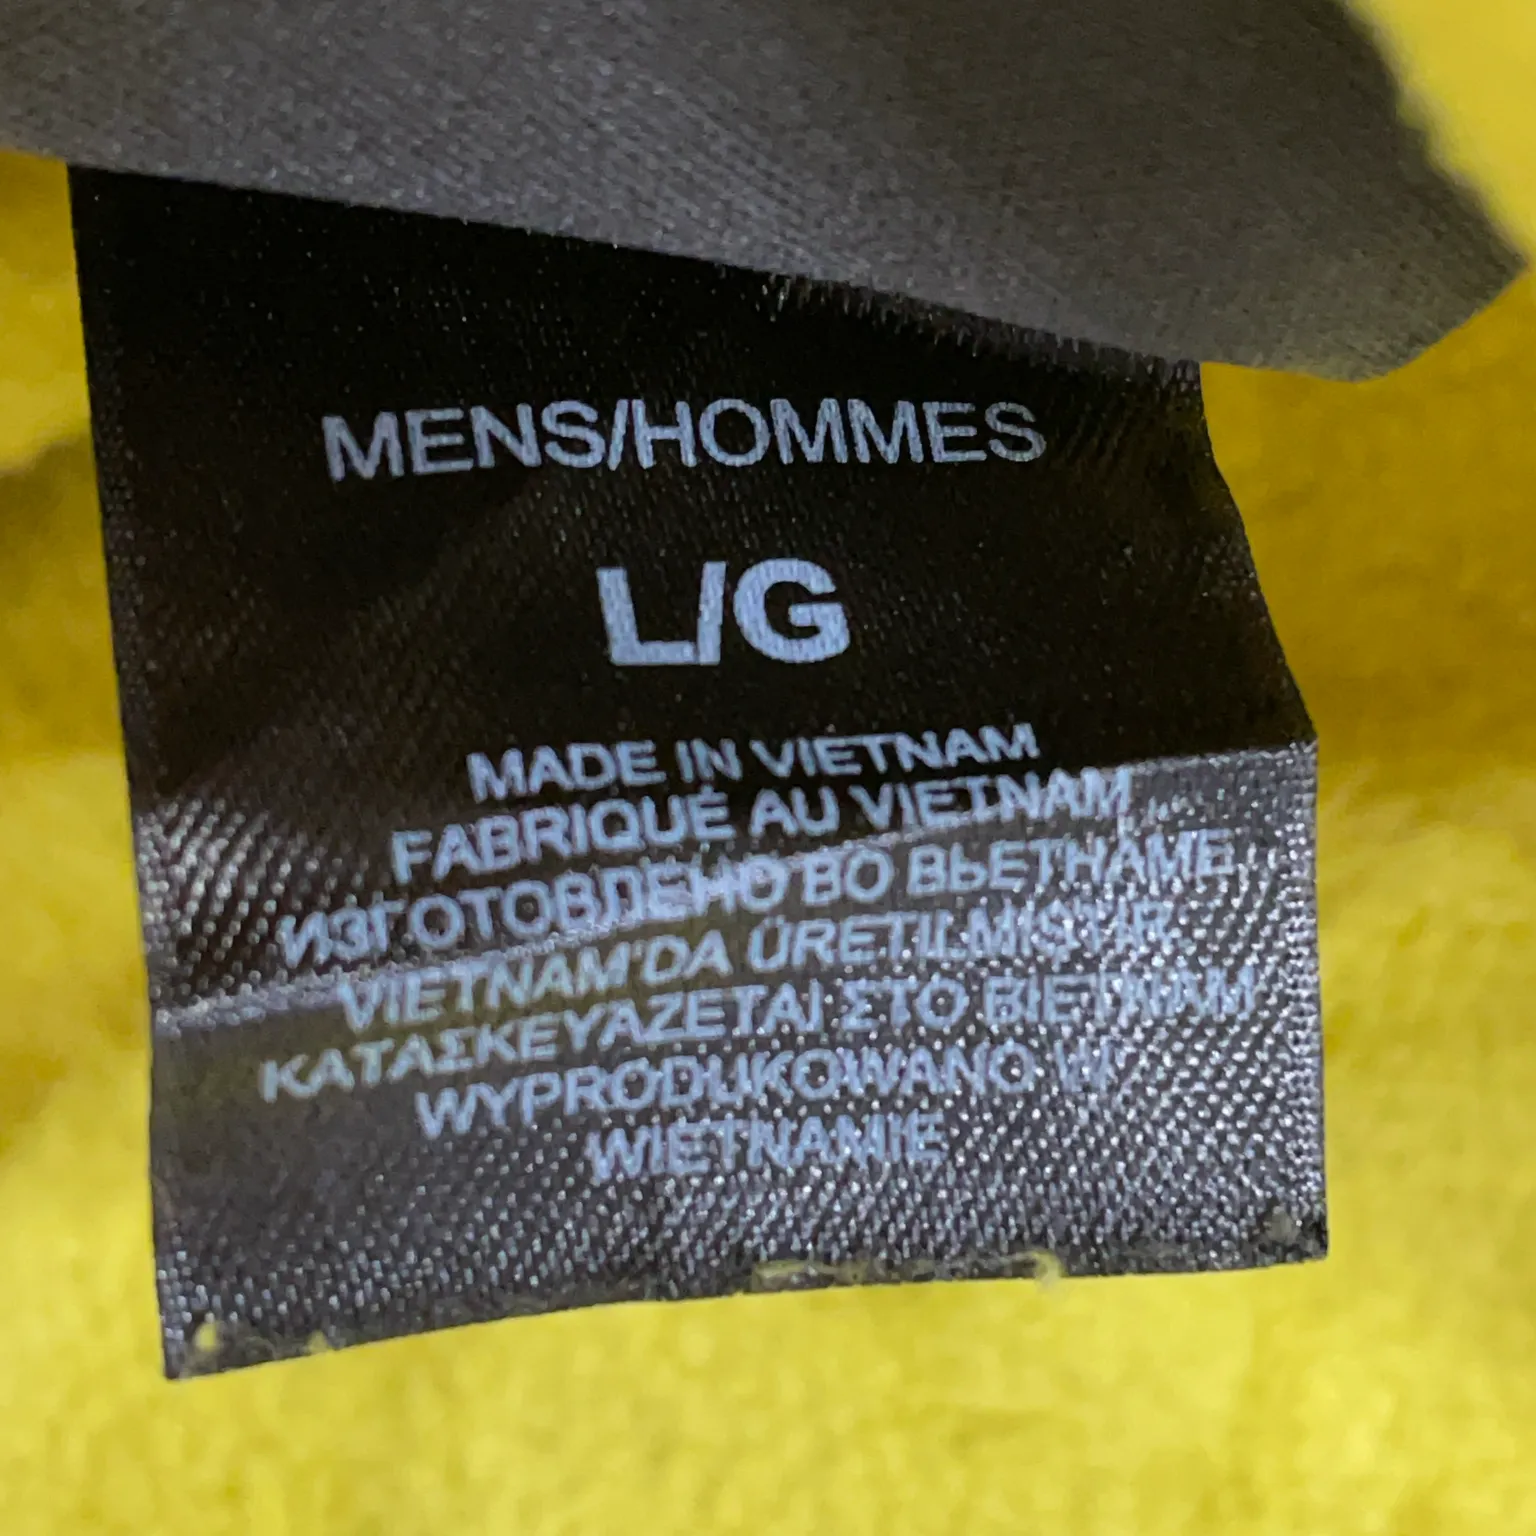 MENS/HOMMES
L/G
MADE IN VIETNAM
FABRIQUÉ AU VIETNAM
ИЗГОТОВЛЕНО ВО ВЬЕТНАМЕ
VIETNAM'DA ÜRETILMIŞTIR
ΚΑΤΑΣΚΕΥΑΖΕΤΑΙ ΣΤΟ ΒΙΕΤΝΑΜ
WYPRODUKOWANO W
WIETNAMIE